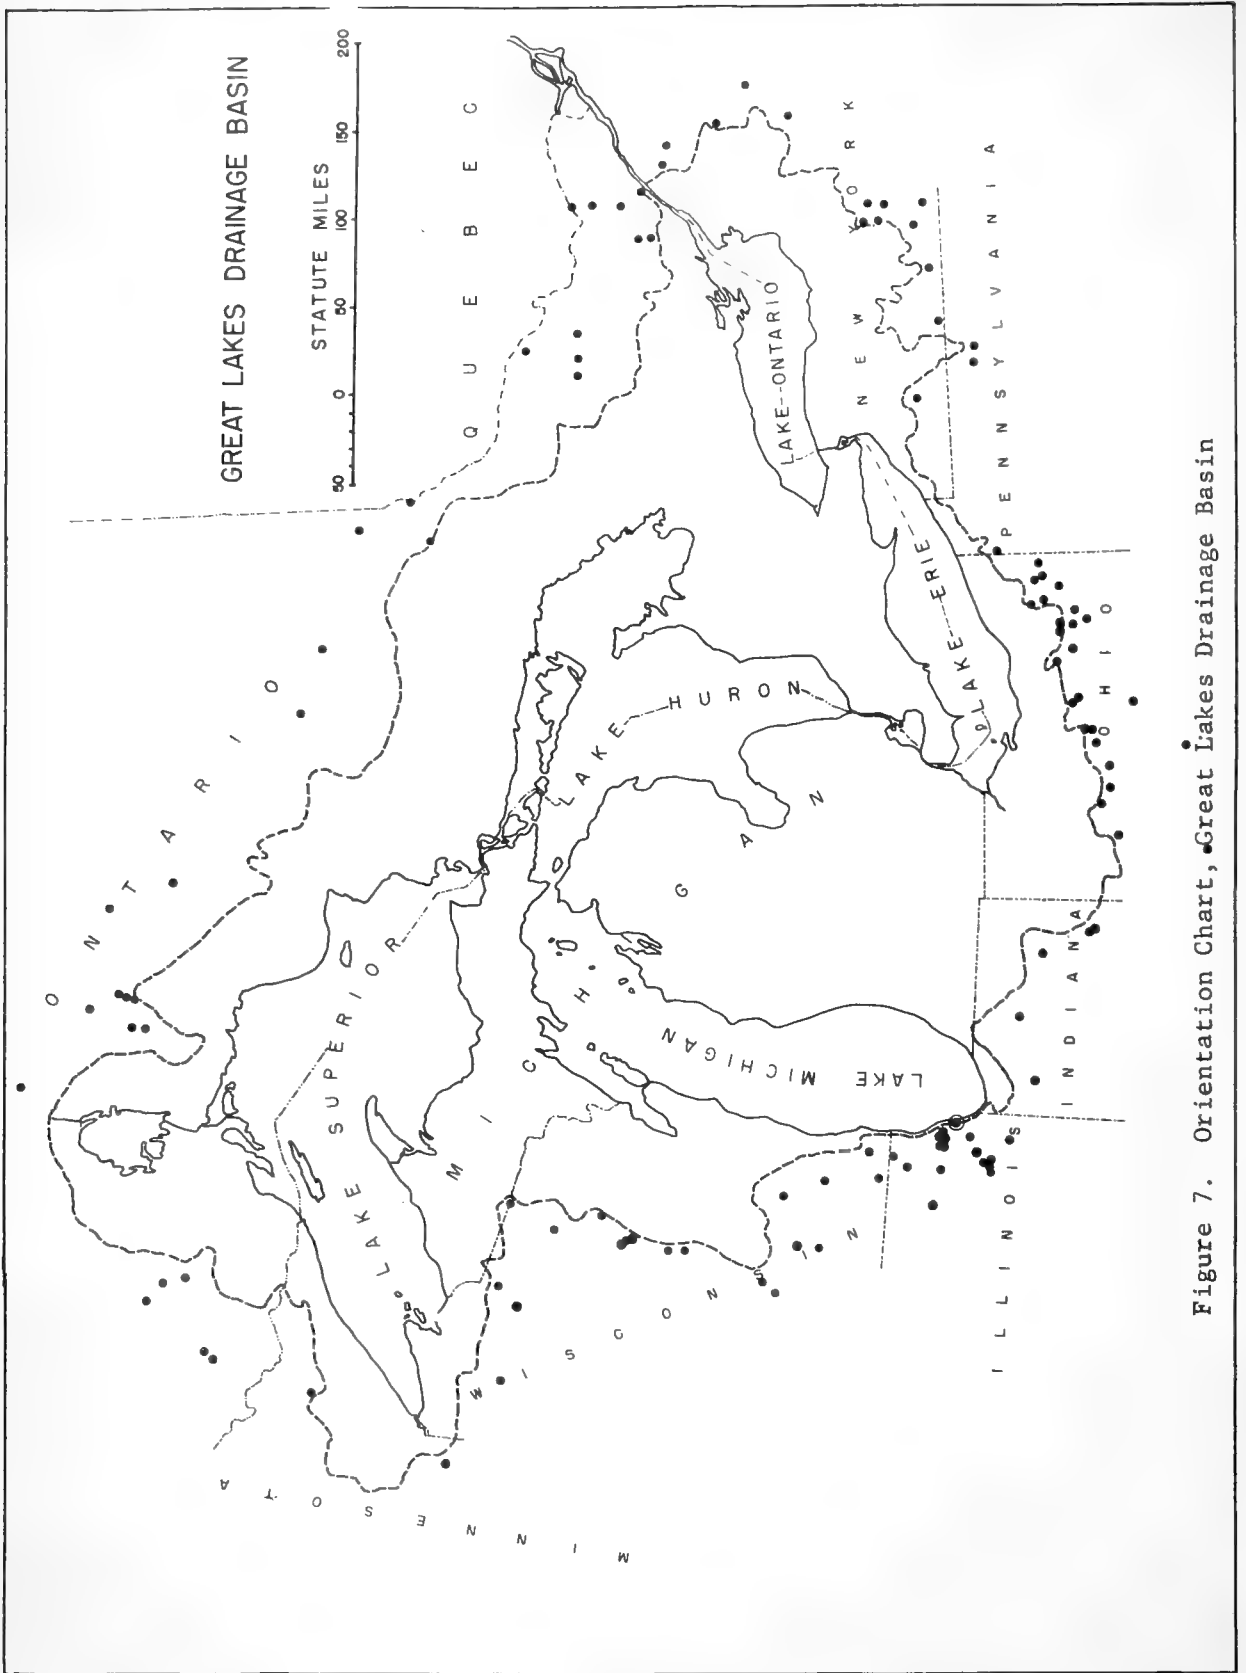 GREAT LAKES DRAINAGE BASIN
STATUTE MILES
50 0 50 100 150 200
ONTARIO
QUEBEC
MINNESOTA
LAKE SUPERIOR
MICHIGAN
WISCONSIN
LAKE HURON
LAKE MICHIGAN
LAKE ONTARIO
LAKE ERIE
NEW YORK
PENNSYLVANIA
OHIO
INDIANA
ILLINOIS
Figure 7. Orientation Chart, Great Lakes Drainage Basin